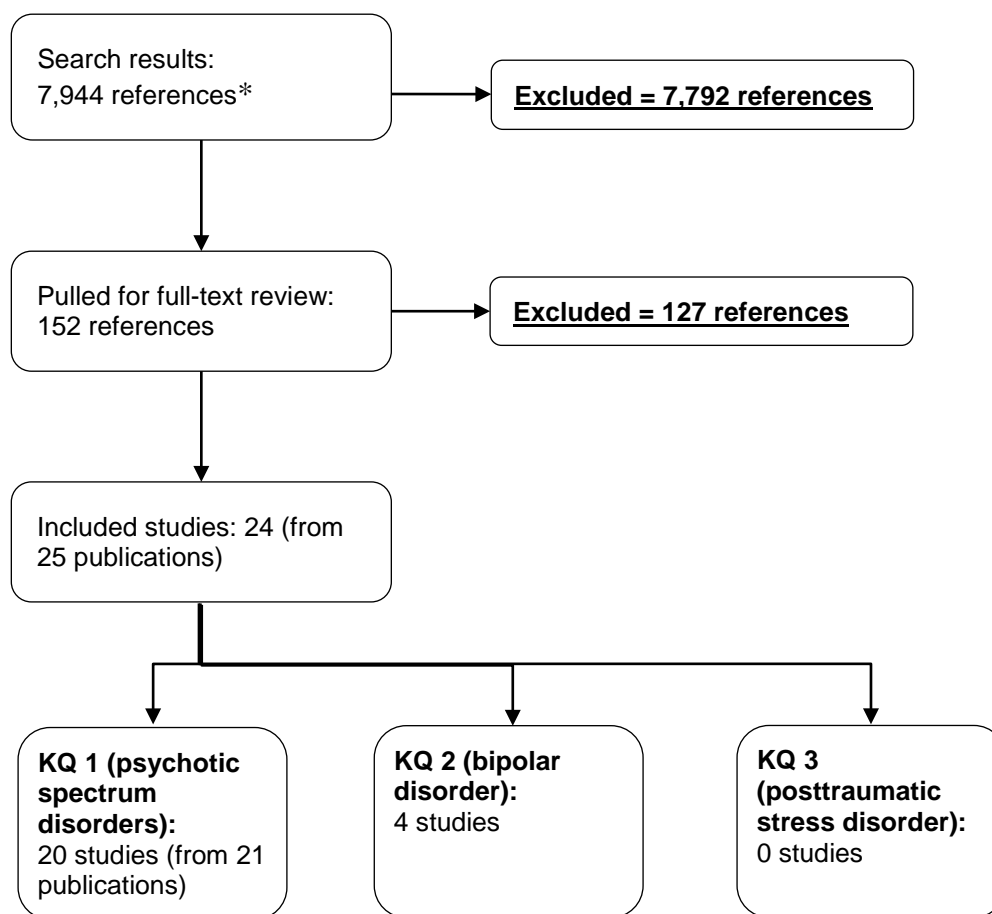 Search results:
7,944 references*
Excluded = 7,792 references
Pulled for full-text review:
152 references
Excluded = 127 references
Included studies: 24 (from
25 publications)
KQ 1 (psychotic
spectrum
disorders):
20 studies (from 21
publications)
KQ 2 (bipolar
disorder):
4 studies
KQ 3
(posttraumatic
stress disorder):
0 studies